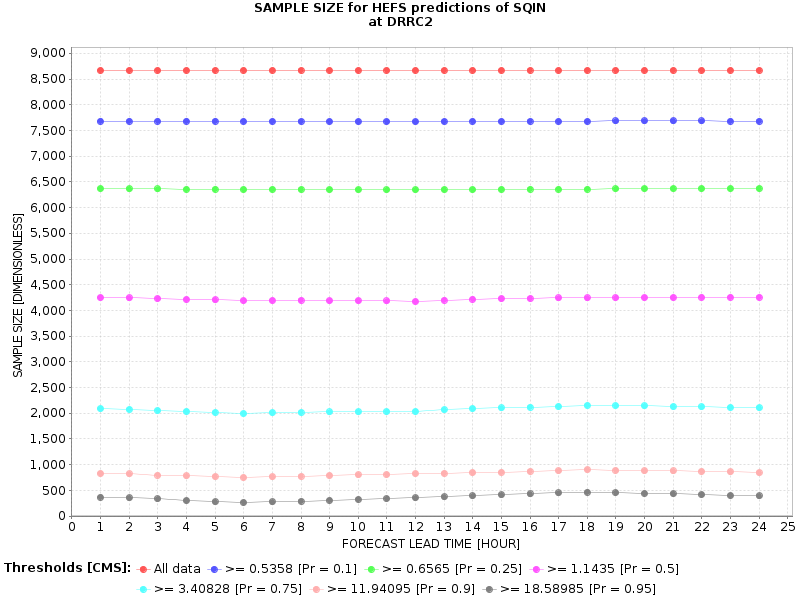 SAMPLE SIZE for HEFS predictions of SQIN
at DRRC2
9,000
8,500
8,000
7,500
7,000
6,500
6,000
5,500
5,000
4,500
4,000
3,500
3,000
2,500
2,000
1,500
1,000
500
0
SAMPLE SIZE [DIMENSIONLESS]
0 1 2 3 4 5 6 7 8 9 10 11 12 13 14 15 16 17 18 19 20 21 22 23 24 25
FORECAST LEAD TIME [HOUR]
Thresholds [CMS]: All data >= 0.5358 [Pr = 0.1] >= 0.6565 [Pr = 0.25] >= 1.1435 [Pr = 0.5]
>= 3.40828 [Pr = 0.75] >= 11.94095 [Pr = 0.9] >= 18.58985 [Pr = 0.95]